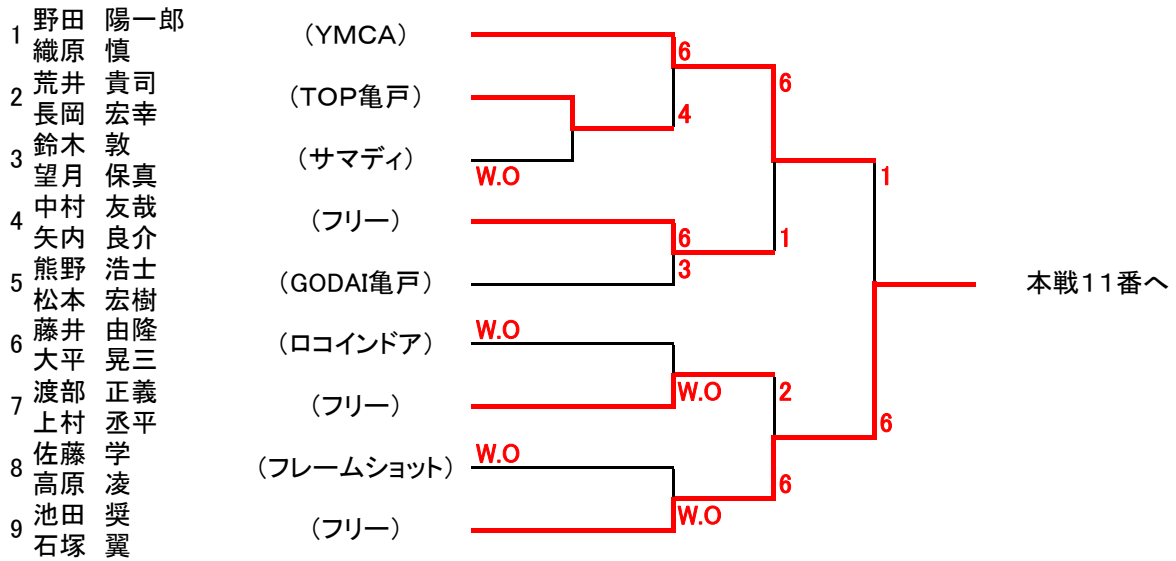 野田 陽一郎
1 (YMCA)
織原 慎
6
荒井 貴司
6
2 (TOP亀戸)
長岡 宏幸
4
鈴木 敦
3 (サマディ)
望月 保真
W.O
1
中村 友哉
4 (フリー)
矢内 良介
6
1
熊野 浩士
3
5 (GODAI亀戸)
本戦11番へ
松本 宏樹
藤井 由隆
W.O
6 (ロコインドア)
大平 晃三
渡部 正義
W.O
2
7 (フリー)
上村 丞平
6
佐藤 学
W.O
8 (フレームショット)
高原 凌
6
池田 奨
W.O
9 (フリー)
石塚 翼